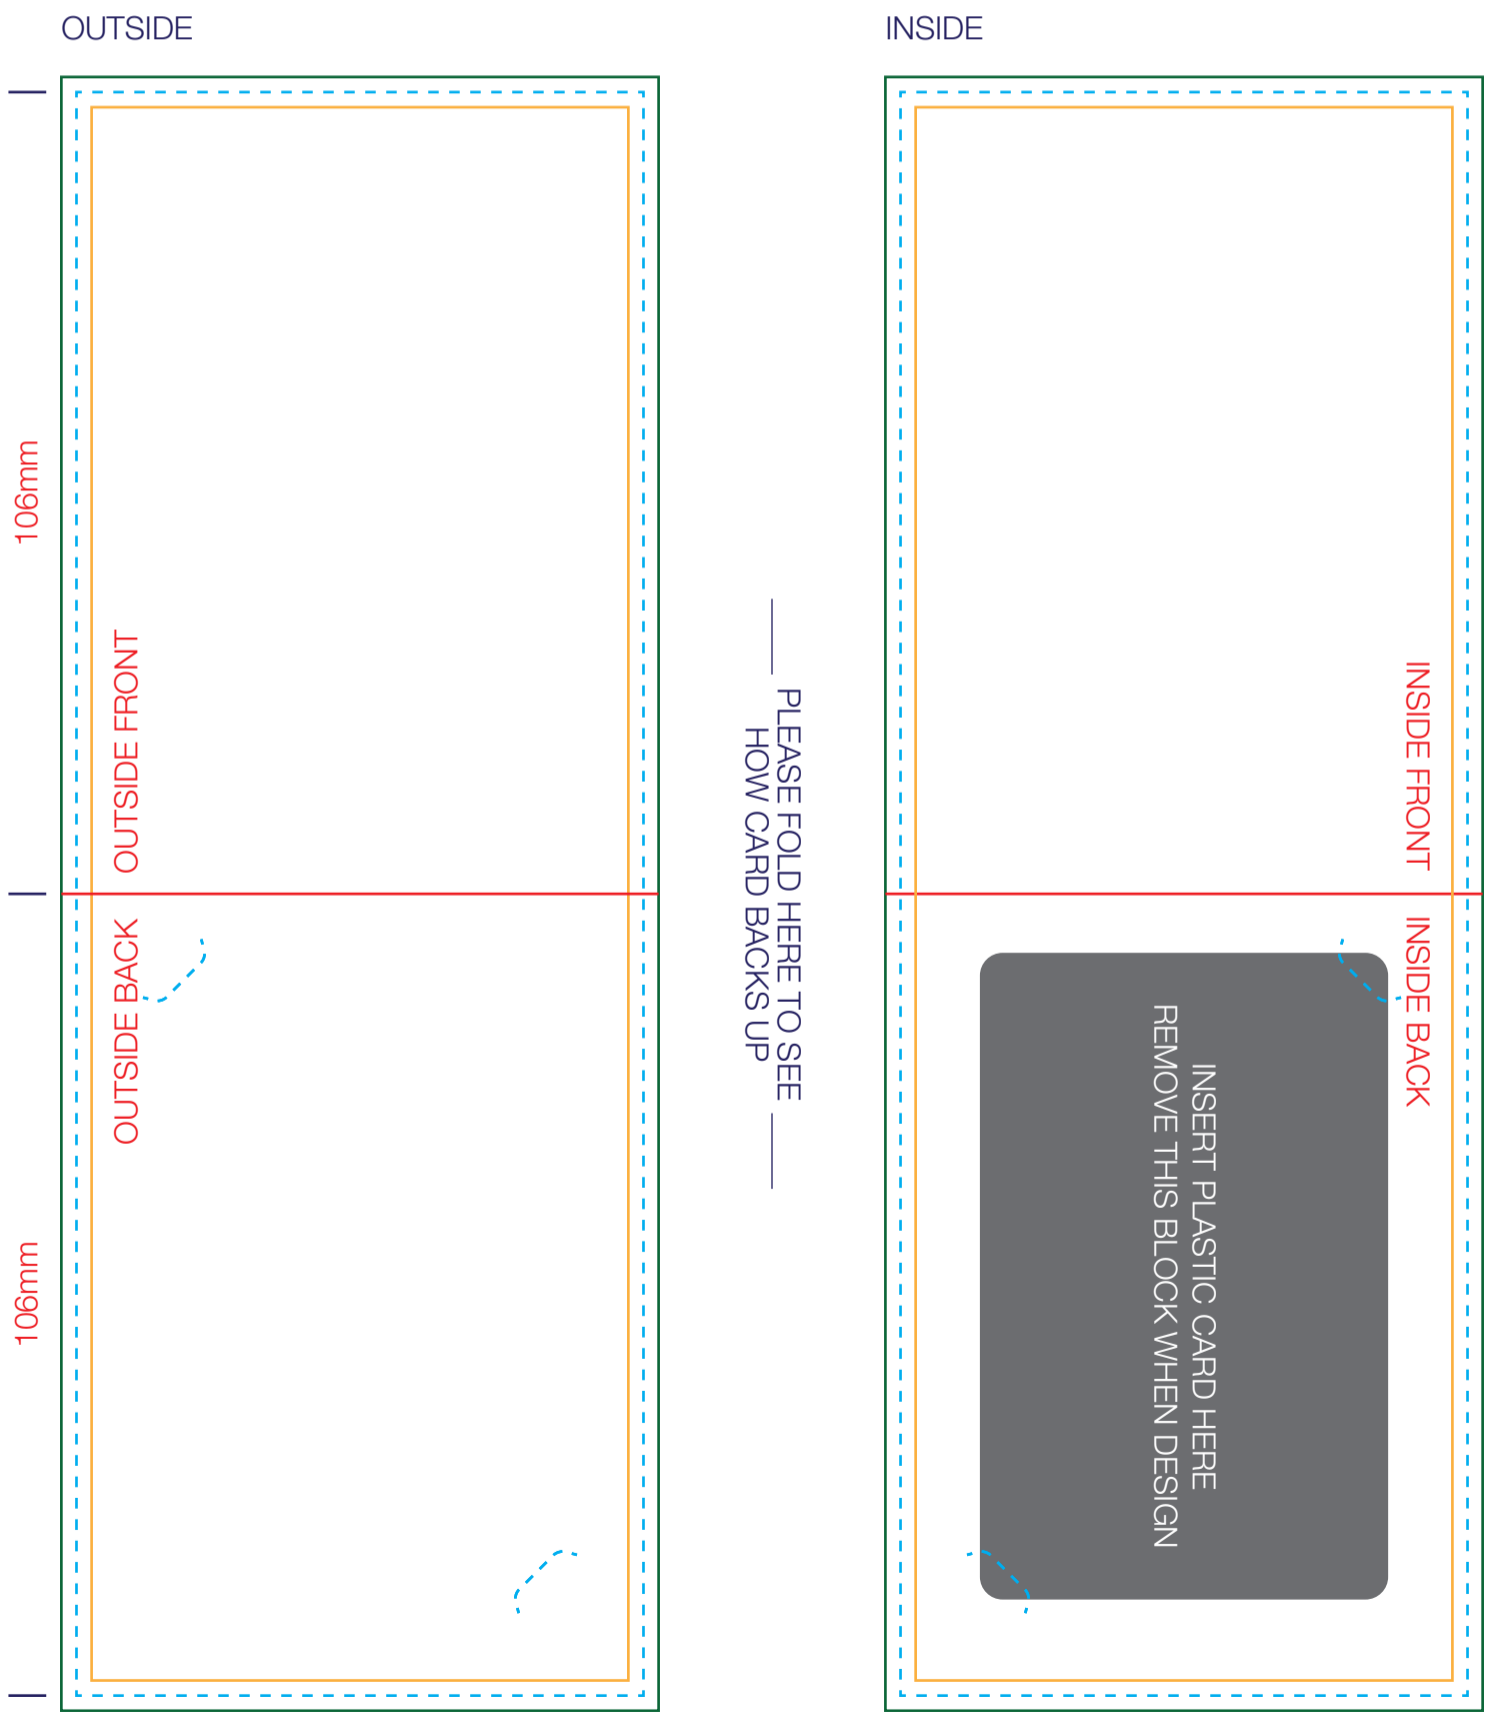 OUTSIDE
INSIDE
106mm
106mm
OUTSIDE FRONT
OUTSIDE BACK
PLEASE FOLD HERE TO SEE
HOW CARD BACKS UP
INSIDE FRONT
INSIDE BACK
INSERT PLASTIC CARD HERE
REMOVE THIS BLOCK WHEN DESIGN